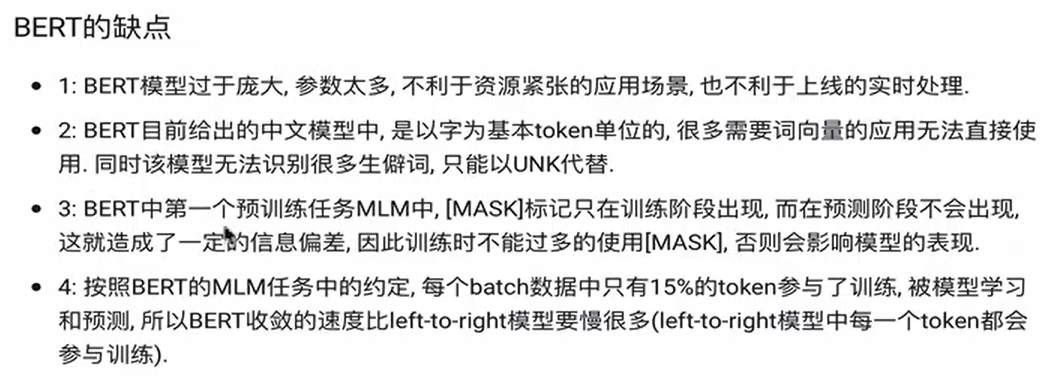 BERT的缺点
1: BERT模型过于庞大, 参数太多, 不利于资源紧张的应用场景, 也不利于上线的实时处理.
2: BERT目前给出的中文模型中, 是以字为基本token单位的, 很多需要词向量的应用无法直接使
用. 同时该模型无法识别很多生僻词, 只能以UNK代替.
3: BERT中第一个预训练任务MLM中, [MASK]标记只在训练阶段出现, 而在预测阶段不会出现,
这就造成了一定的信息偏差, 因此训练时不能过多的使用[MASK], 否则会影响模型的表现.
4: 按照BERT的MLM任务中的约定, 每个batch数据中只有15%的token参与了训练, 被模型学习
和预测, 所以BERT收敛的速度比left-to-right模型要慢很多(left-to-right模型中每一个token都会
参与训练).